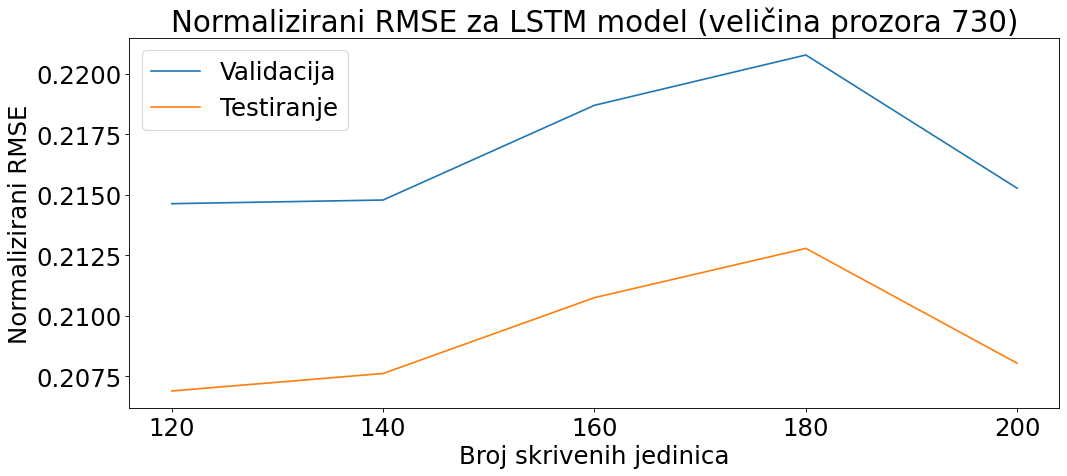 Normalizirani RMSE za LSTM model (veličina prozora 730)
Validacija
Testiranje
Normalizirani RMSE
0.2200
0.2175
0.2150
0.2125
0.2100
0.2075
120 140 160 180 200
Broj skrivenih jedinica